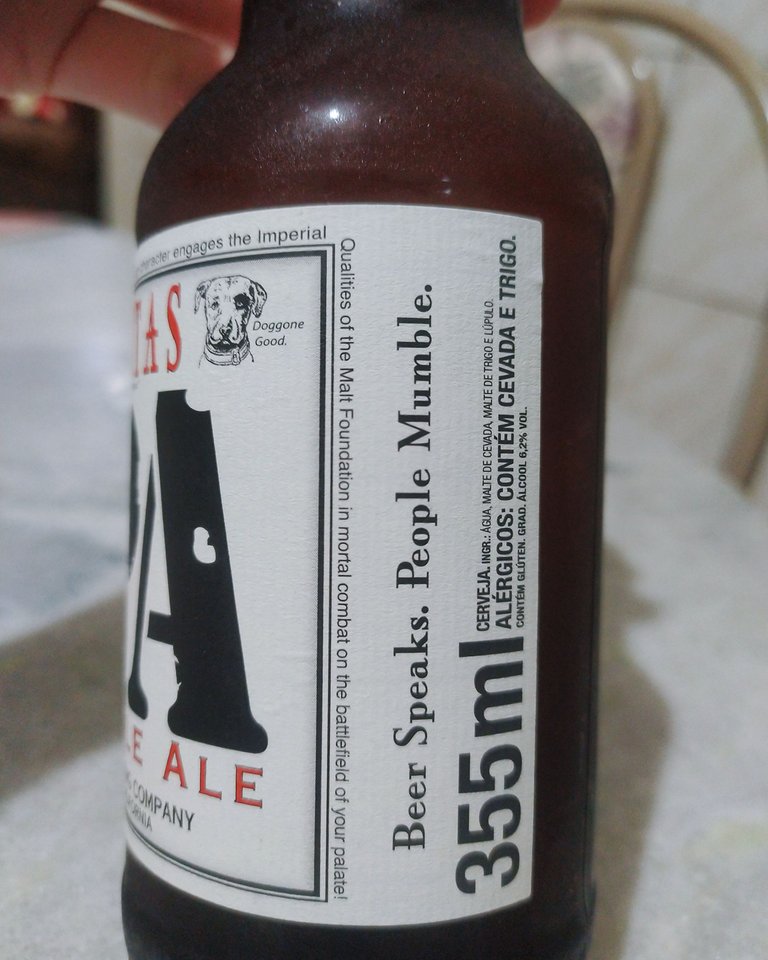 engages the Imperial
Qualities of the Malt Foundation in mortal combat on the battlefield of your palate!
TAS
Doggone
Good.
PA
LE ALE
COMPANY
Beer Speaks. People Mumble.
355ml
CERVEJA. INGR.: ÁGUA, MALTE DE CEVADA, MALTE DE TRIGO E LÚPULO.
ALÉRGICOS: CONTÉM CEVADA E TRIGO.
CONTÉM GLÚTEN. GRAD. ÁLCOOL 6,2% VOL.